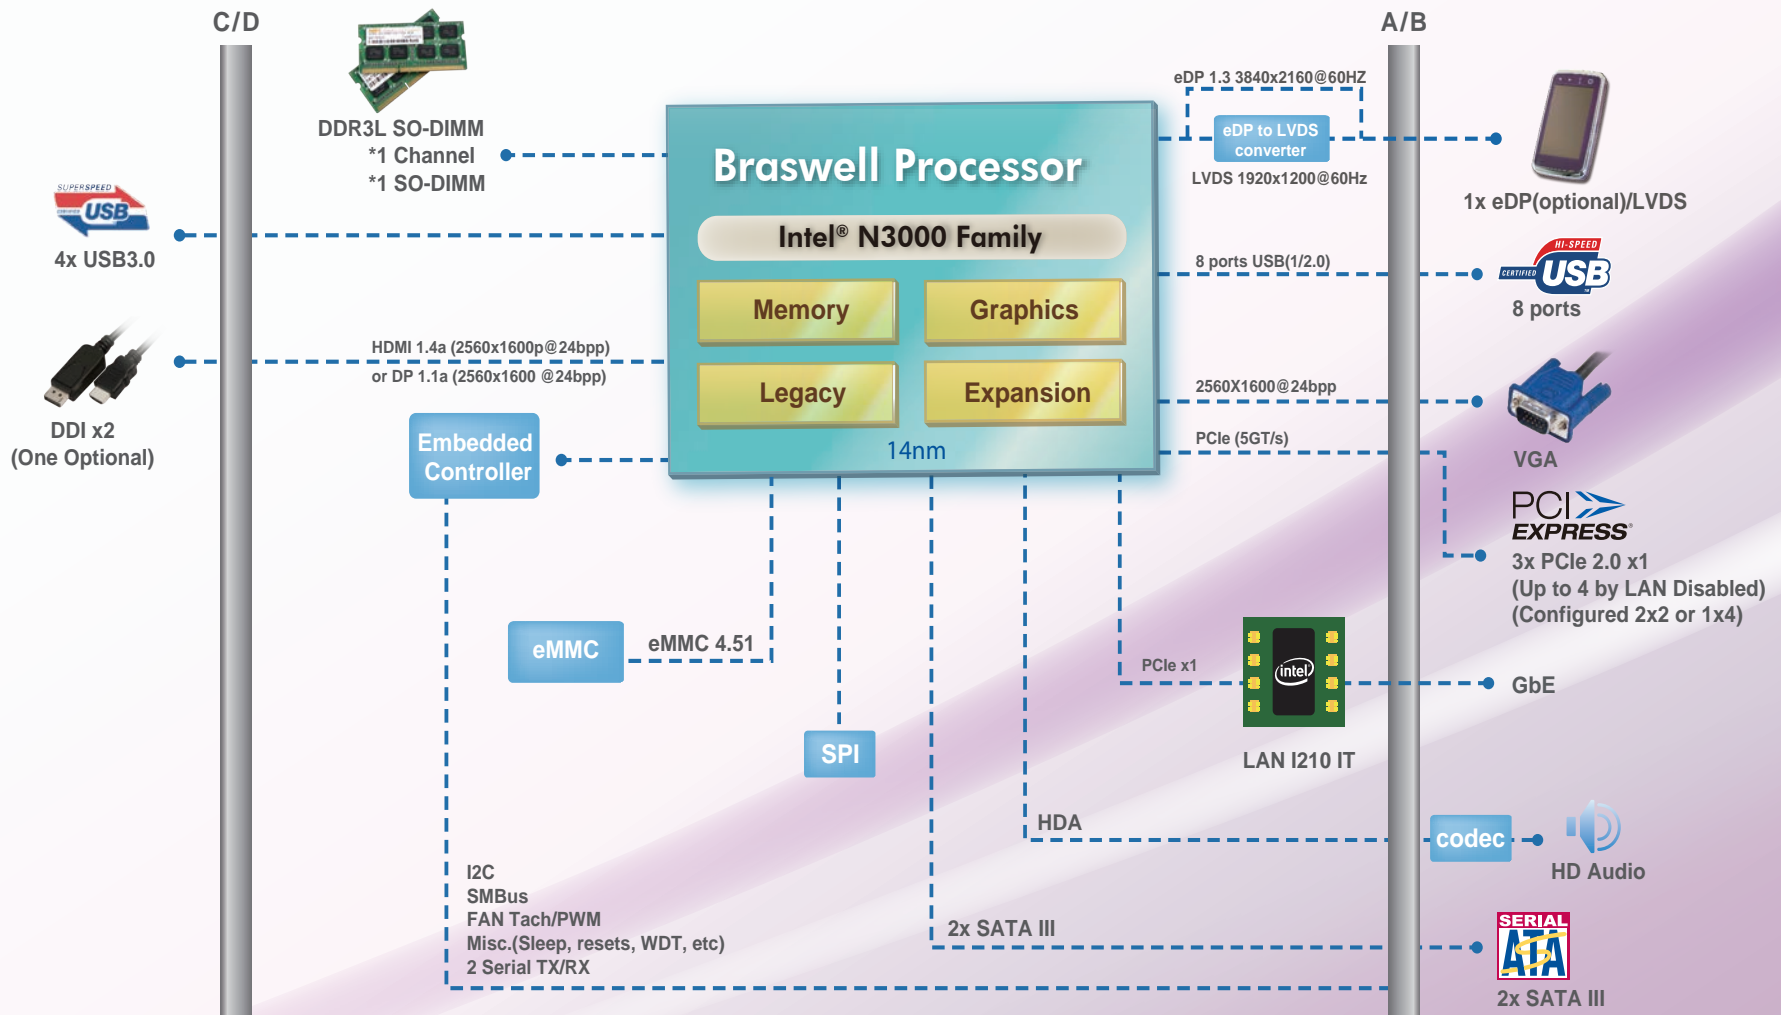 C/D
A/B
DDR3L SO-DIMM
*1 Channel
*1 SO-DIMM
SUPERSPEED
CERTIFIED USB
4x USB3.0
HDMI 1.4a (2560x1600p@24bpp)
or DP 1.1a (2560x1600 @24bpp)
DDI x2
(One Optional)
Embedded
Controller
Braswell Processor
Intel® N3000 Family
Memory
Graphics
Legacy
Expansion
14nm
eDP 1.3 3840x2160@60HZ
eDP to LVDS
converter
LVDS 1920x1200@60Hz
1x eDP(optional)/LVDS
8 ports USB(1/2.0)
HI-SPEED
CERTIFIED USB
8 ports
2560X1600@24bpp
VGA
PCIe (5GT/s)
PCI
EXPRESS®
3x PCIe 2.0 x1
(Up to 4 by LAN Disabled)
(Configured 2x2 or 1x4)
eMMC
eMMC 4.51
SPI
PCIe x1
intel
LAN I210 IT
GbE
HDA
codec
HD Audio
I2C
SMBus
FAN Tach/PWM
Misc.(Sleep, resets, WDT, etc)
2 Serial TX/RX
2x SATA III
SERIAL
ATA
2x SATA III